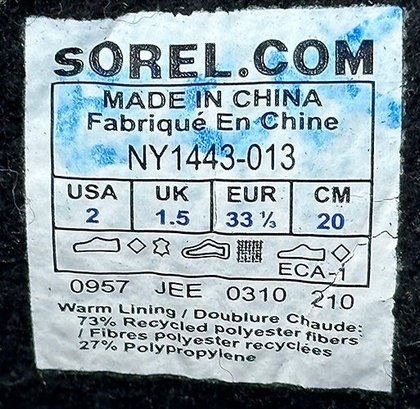 SOREL.COM
MADE IN CHINA
Fabriqué En Chine
NY1443-013
USA UK EUR CM
2 1.5 33 ⅓ 20
ECA-1
0957 JEE 0310 210
Warm Lining / Doublure Chaude:
73% Recycled polyester fibers
/ Fibres polyester recyclées
27% Polypropylene